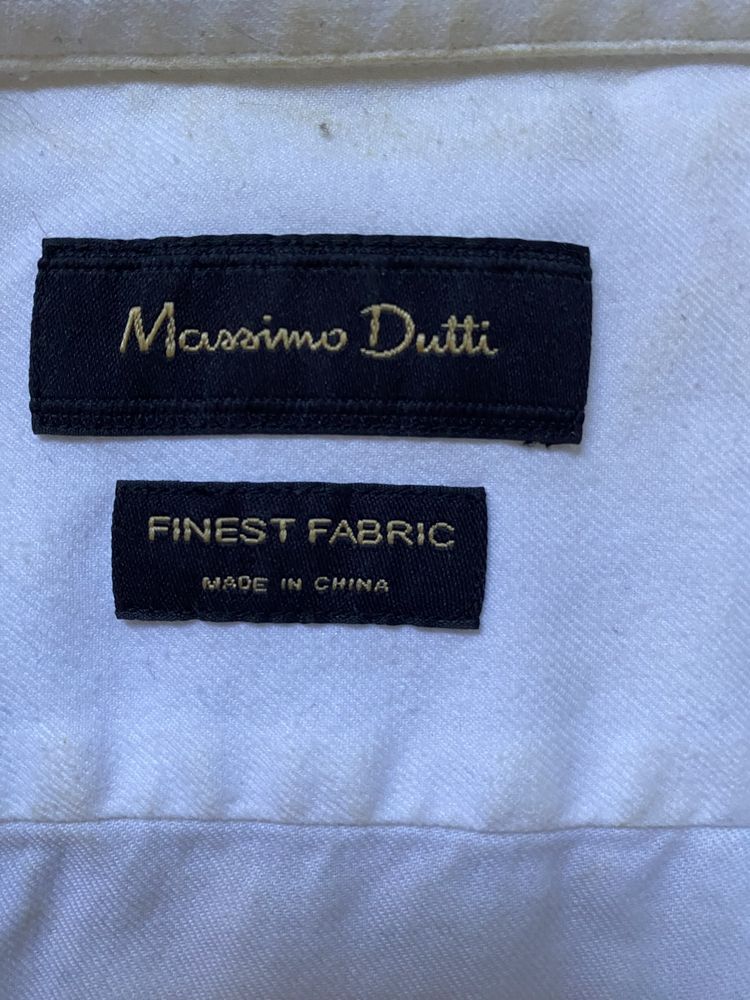 Massimo Dutti
FINEST FABRIC
MADE IN CHINA